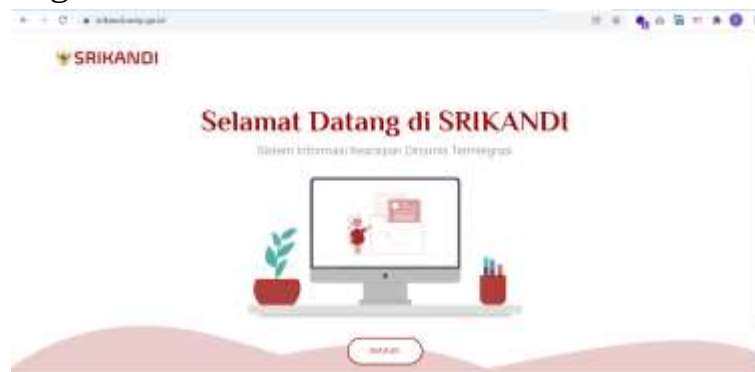 SRIKANDI
Selamat Datang di SRIKANDI
Sistem Informasi Kearsipan Dinamis Terintegrasi